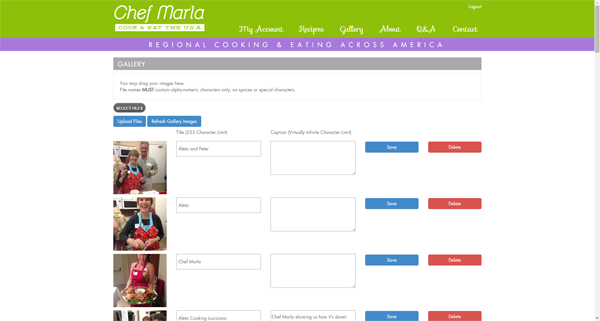 Logout
Chef Marla
COOK & EAT THE U.S.A.
My Account Recipes Gallery About Q&A Contact
REGIONAL COOKING & EATING ACROSS AMERICA
GALLERY
You may drag your images here.
File names MUST contain alpha-numeric characters only; no spaces or special characters.
SELECT FILES
Upload Files Refresh Gallery Images
Title (255 Character Limit) Caption (Virtually Infinite Character Limit)
Aleta and Peter Save Delete
Aleta Save Delete
Chef Marla Save Delete
Aleta Cooking Louisiana Chef Marla showing us how it's done! Save Delete